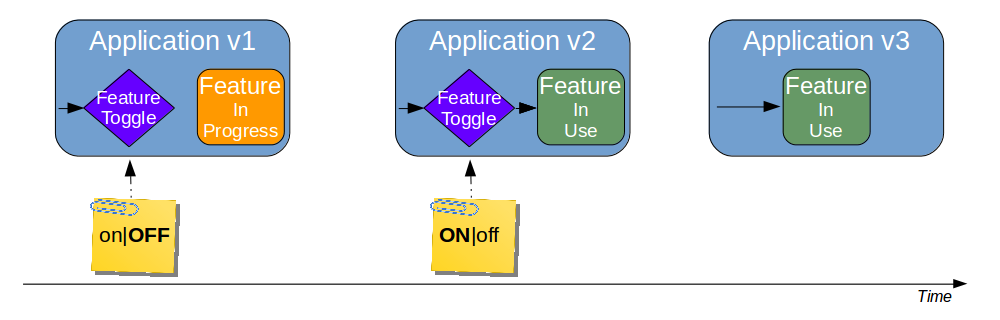 Application v1
Feature
Toggle
Feature
In
Progress
on|OFF
Application v2
Feature
Toggle
Feature
In
Use
ON|off
Application v3
Feature
In
Use
Time